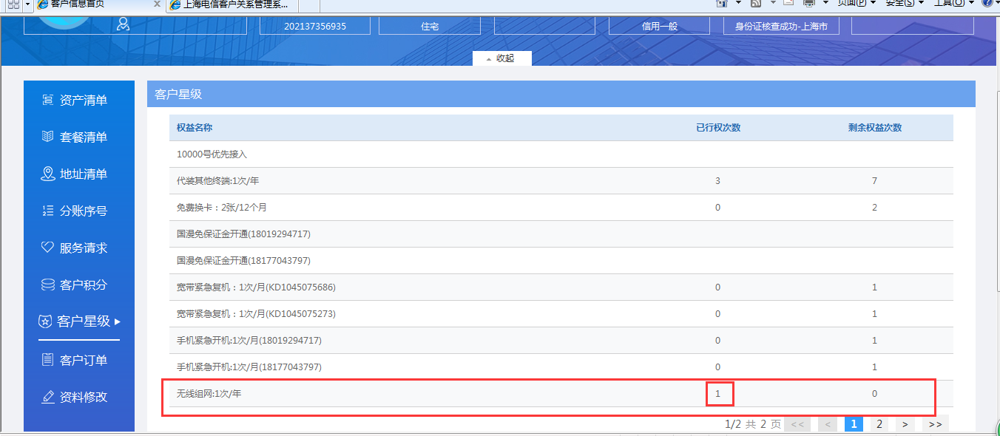 客户信息首页 X 上海电信客户关系管理系...
页面(P) 安全(S) 工具(O)
202137356935 住宅 信用一般 身份证核查成功-上海市
收起
资产清单
套餐清单
地址清单
分账序号
服务请求
客户积分
客户星级
客户订单
资料修改
客户星级
权益名称 已行权次数 剩余权益次数
10000号优先接入
代装其他终端:1次/年 3 7
免费换卡：2张/12个月 0 2
国漫免保证金开通(18019294717)
国漫免保证金开通(18177043797)
宽带紧急复机：1次/月(KD1045075686) 0 1
宽带紧急复机：1次/月(KD1045075273) 0 1
手机紧急开机:1次/月(18019294717) 0 1
手机紧急开机:1次/月(18177043797) 0 1
无线组网:1次/年 1 0
1/2 共 2 页 << < 1 2 > >>